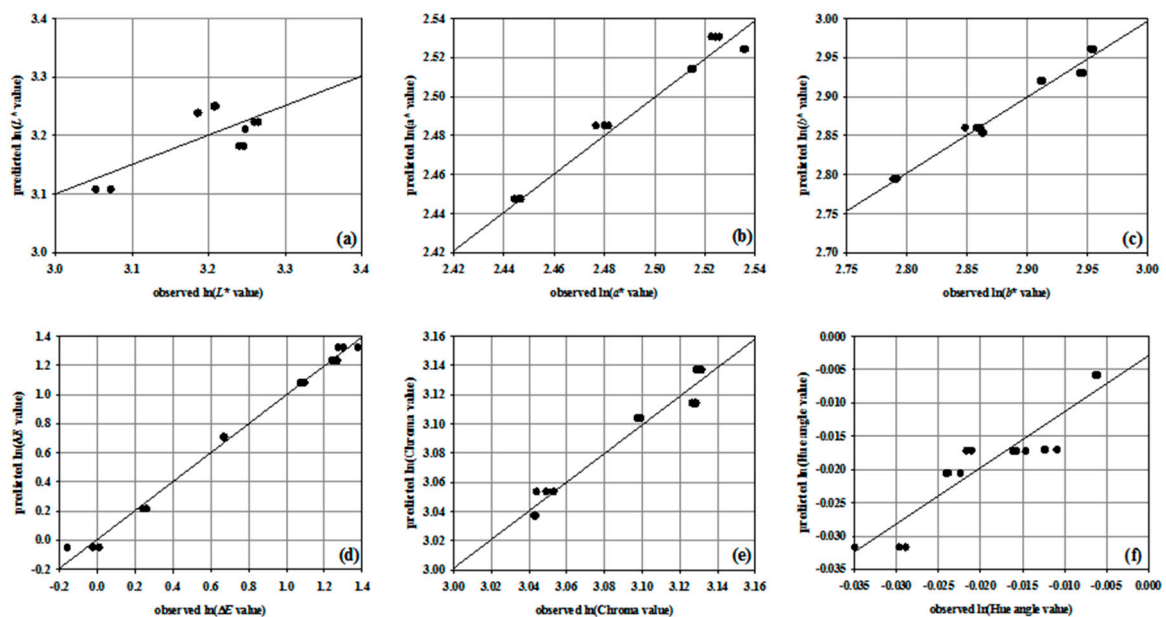 predicted ln(L* value)
3.4
3.3
3.2
3.1
3.0
(a)
3.0 3.1 3.2 3.3 3.4
observed ln(L* value)
predicted ln(a* value)
2.54
2.52
2.50
2.48
2.46
2.44
2.42
(b)
2.42 2.44 2.46 2.48 2.50 2.52 2.54
observed ln(a* value)
predicted ln(b* value)
3.00
2.95
2.90
2.85
2.80
2.75
2.70
(c)
2.75 2.80 2.85 2.90 2.95 3.00
observed ln(b* value)
predicted ln(ΔE value)
1.4
1.2
1.0
0.8
0.6
0.4
0.2
0.0
-0.2
(d)
-0.2 0.0 0.2 0.4 0.6 0.8 1.0 1.2 1.4
observed ln(ΔE value)
predicted ln(Chroma value)
3.16
3.14
3.12
3.10
3.08
3.06
3.04
3.02
3.00
(e)
3.00 3.02 3.04 3.06 3.08 3.10 3.12 3.14 3.16
observed ln(Chroma value)
predicted ln(Hue angle value)
0.000
-0.005
-0.010
-0.015
-0.020
-0.025
-0.030
-0.035
(f)
-0.035 -0.030 -0.025 -0.020 -0.015 -0.010 -0.005 0.000
observed ln(Hue angle value)